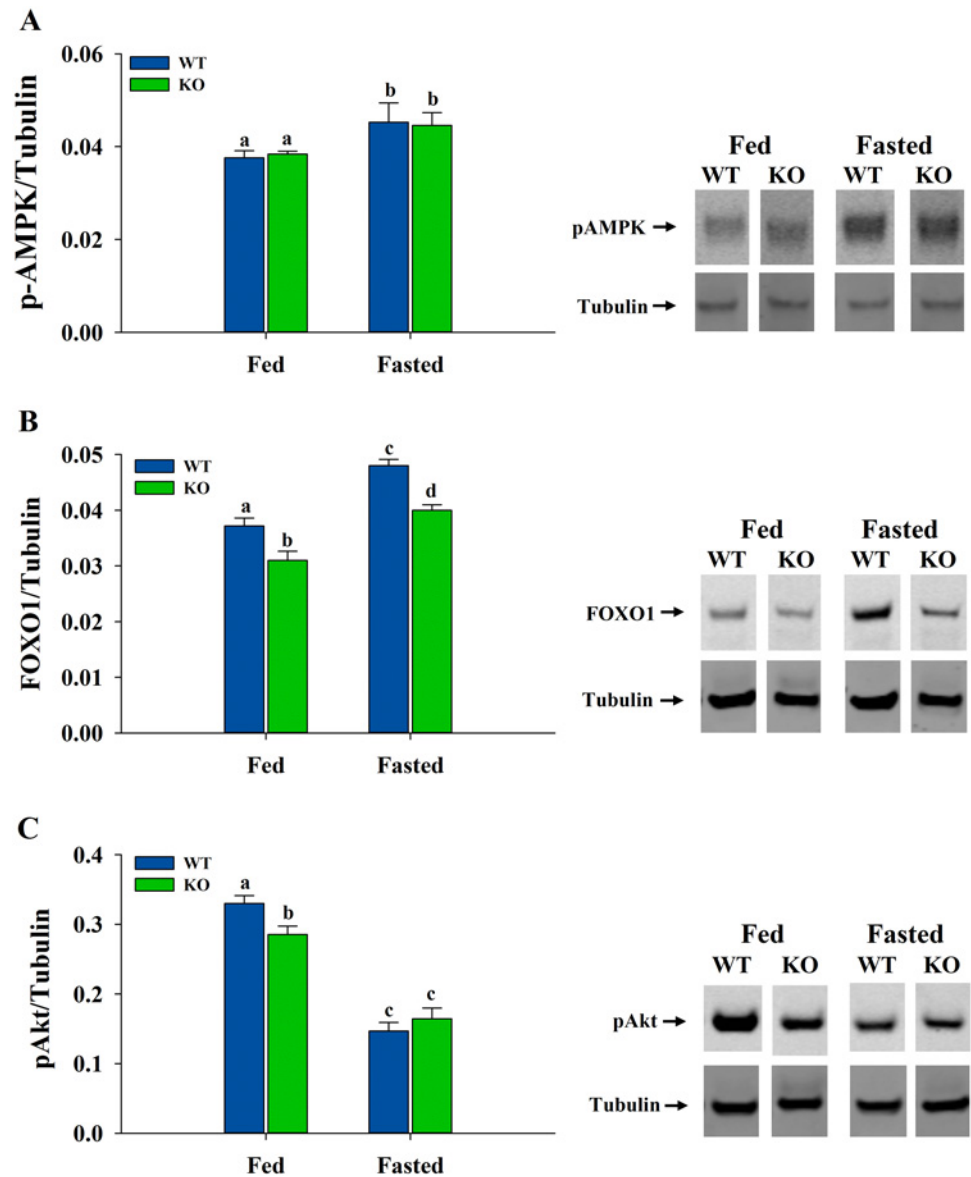 A
p-AMPK/Tubulin
0.06
0.04
0.02
0.00
WT
KO
a a
b b
Fed Fasted
Fed Fasted
WT KO WT KO
pAMPK
Tubulin
B
FOXO1/Tubulin
0.05
0.04
0.03
0.02
0.01
0.00
WT
KO
a
b
c
d
Fed Fasted
Fed Fasted
WT KO WT KO
FOXO1
Tubulin
C
pAkt/Tubulin
0.4
0.3
0.2
0.1
0.0
WT
KO
a
b
c c
Fed Fasted
Fed Fasted
WT KO WT KO
pAkt
Tubulin